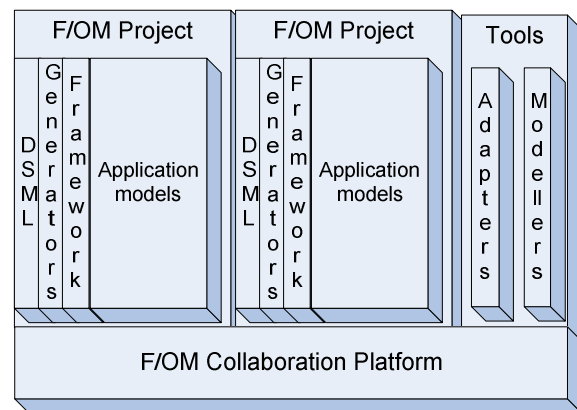 F/OM Project
DSML
Generators
Framework
Application
models
F/OM Project
DSML
Generators
Framework
Application
models
Tools
Adapters
Modellers
F/OM Collaboration Platform